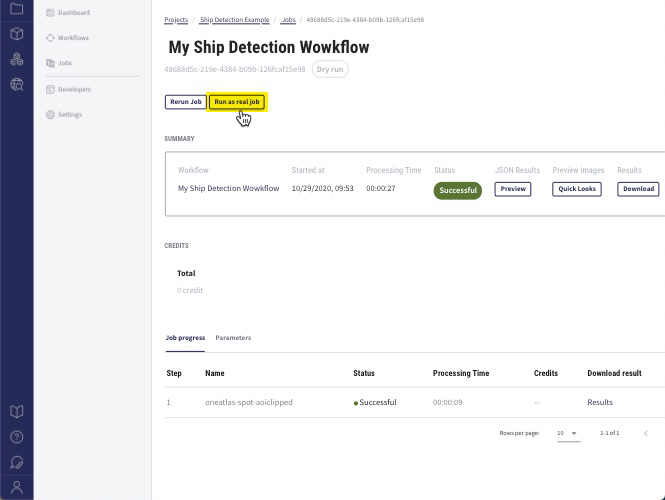 Dashboard
Workflows
Jobs
Developers
Settings
Projects / Ship Detection Example / Jobs / 48688d5c-219e-4384-b09b-126fcaf15e98
My Ship Detection Wowkflow
48688d5c-219e-4384-b09b-126fcaf15e98 Dry run
Rerun Job Run as real job
SUMMARY
Workflow Started at Processing Time Status JSON Results Preview images Results
My Ship Detection Wowkflow 10/29/2020, 09:53 00:00:27 Successful Preview Quick Looks Download
CREDITS
Total
0 credit
Job progress Parameters
Step Name Status Processing Time Credits Download result
1 oneatlas-spot-aoiclipped Successful 00:00:09 -- Results
Rows per page: 10 1-1 of 1